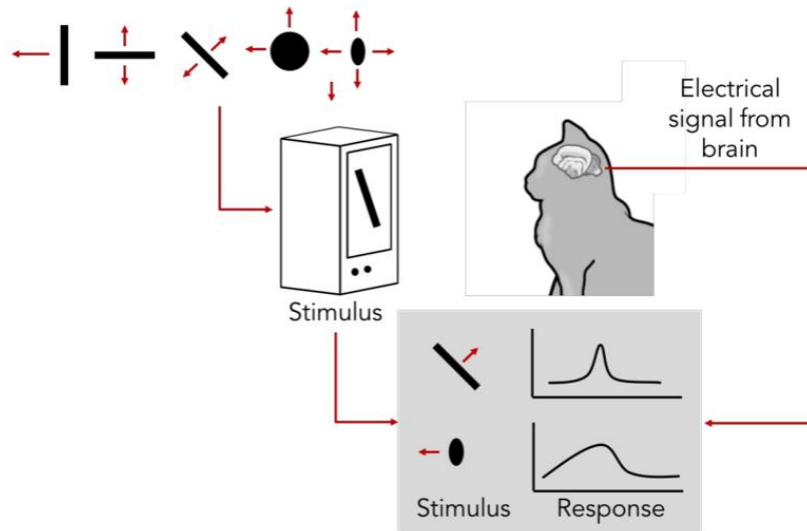 Electrical
signal from
brain
Stimulus
Stimulus
Response